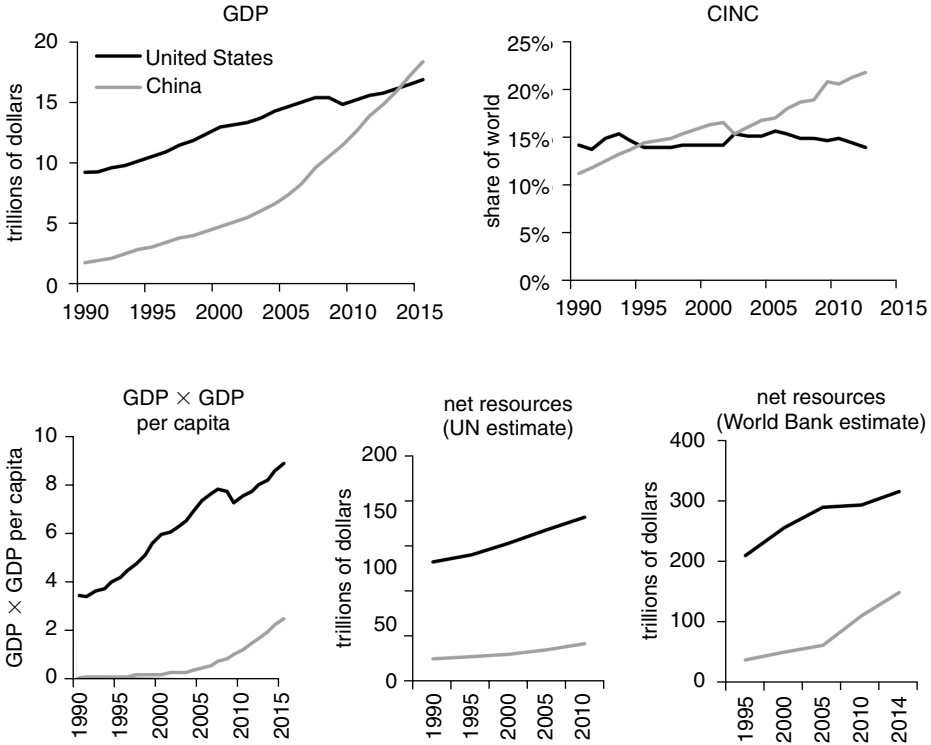 GDP
trillions of dollars
20
15
10
5
0
United States
China
1990 1995 2000 2005 2010 2015
CINC
share of world
25%
20%
15%
10%
5%
0%
1990 1995 2000 2005 2010 2015
GDP × GDP
per capita
GDP × GDP per capita
10
8
6
4
2
0
1990 1995 2000 2005 2010 2015
net resources
(UN estimate)
trillions of dollars
200
150
100
50
0
1990 1995 2000 2005 2010
net resources
(World Bank estimate)
trillions of dollars
400
300
200
100
0
1995 2000 2005 2010 2014